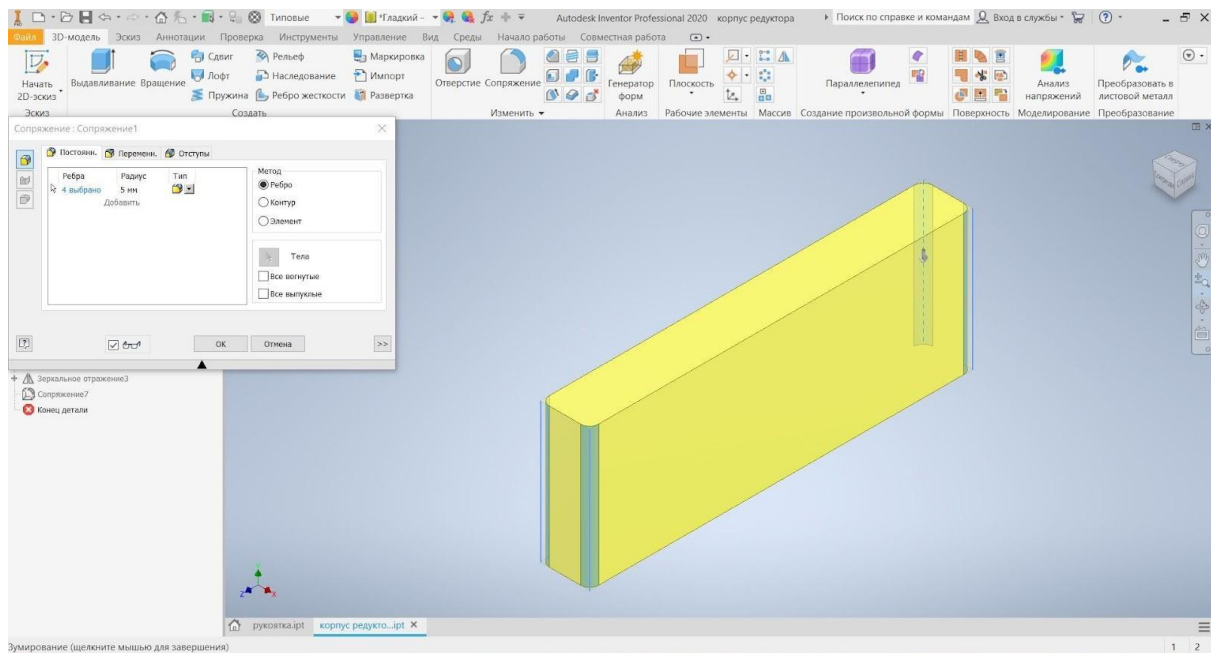 PRO
Типовые
*Гладкий -
fx
Autodesk Inventor Professional 2020 корпус редуктора
Поиск по справке и командам
Вход в службы
Файл 3D-модель Эскиз Аннотации Проверка Инструменты Управление Вид Среды Начало работы Совместная работа
Начать 2D-эскиз
Выдавливание
Вращение
Сдвиг
Лофт
Пружина
Рельеф
Наследование
Ребро жесткости
Маркировка
Импорт
Развертка
Отверстие
Сопряжение
Генератор форм
Плоскость
Параллелепипед
Анализ напряжений
Преобразовать в листовой металл
Эскиз Создать Изменить Анализ Рабочие элементы Массив Создание произвольной формы Поверхность Моделирование Преобразование
Сопряжение : Сопряжение1
Постоянн. Переменн. Отступы
Ребра Радиус Тип
4 выбрано 5 мм
Добавить
Метод
Ребро
Контур
Элемент
Тела
Все вогнутые
Все выпуклые
ОК Отмена >>
Зеркальное отражение3
Сопряжение7
Конец детали
Z Y X
рукоятка.ipt корпус редукто...ipt
Зумирование (щелкните мышью для завершения)
1 2